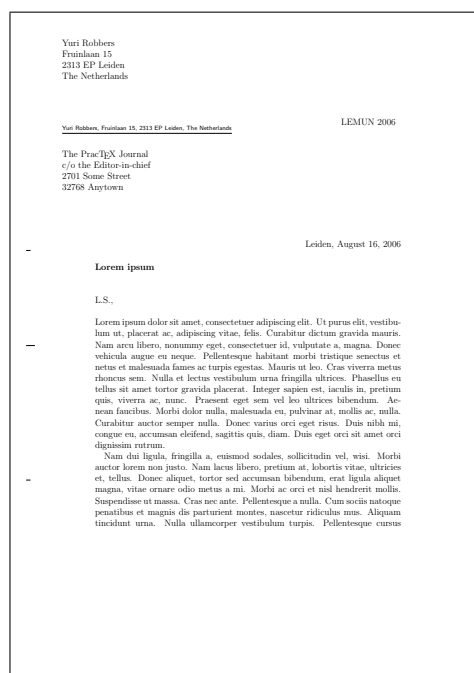 Yuri Robbers
Fruinlaan 15
2313 EP Leiden
The Netherlands
LEMUN 2006
Yuri Robbers, Fruinlaan 15, 2313 EP Leiden, The Netherlands
The PracTEX Journal
c/o the Editor-in-chief
2701 Some Street
32768 Anytown
Leiden, August 16, 2006
Lorem ipsum
L.S.,
Lorem ipsum dolor sit amet, consectetuer adipiscing elit. Ut purus elit, vestibu-
lum ut, placerat ac, adipiscing vitae, felis. Curabitur dictum gravida mauris.
Nam arcu libero, nonummy eget, consectetuer id, vulputate a, magna. Donec
vehicula augue eu neque. Pellentesque habitant morbi tristique senectus et
netus et malesuada fames ac turpis egestas. Mauris ut leo. Cras viverra metus
rhoncus sem. Nulla et lectus vestibulum urna fringilla ultrices. Phasellus eu
tellus sit amet tortor gravida placerat. Integer sapien est, iaculis in, pretium
quis, viverra ac, nunc. Praesent eget sem vel leo ultrices bibendum. Ae-
nean faucibus. Morbi dolor nulla, malesuada eu, pulvinar at, mollis ac, nulla.
Curabitur auctor semper nulla. Donec varius orci eget risus. Duis nibh mi,
congue eu, accumsan eleifend, sagittis quis, diam. Duis eget orci sit amet orci
dignissim rutrum.
Nam dui ligula, fringilla a, euismod sodales, sollicitudin vel, wisi. Morbi
auctor lorem non justo. Nam lacus libero, pretium at, lobortis vitae, ultricies
et, tellus. Donec aliquet, tortor sed accumsan bibendum, erat ligula aliquet
magna, vitae ornare odio metus a mi. Morbi ac orci et nisl hendrerit mollis.
Suspendisse ut massa. Cras nec ante. Pellentesque a nulla. Cum sociis natoque
penatibus et magnis dis parturient montes, nascetur ridiculus mus. Aliquam
tincidunt urna. Nulla ullamcorper vestibulum turpis. Pellentesque cursus